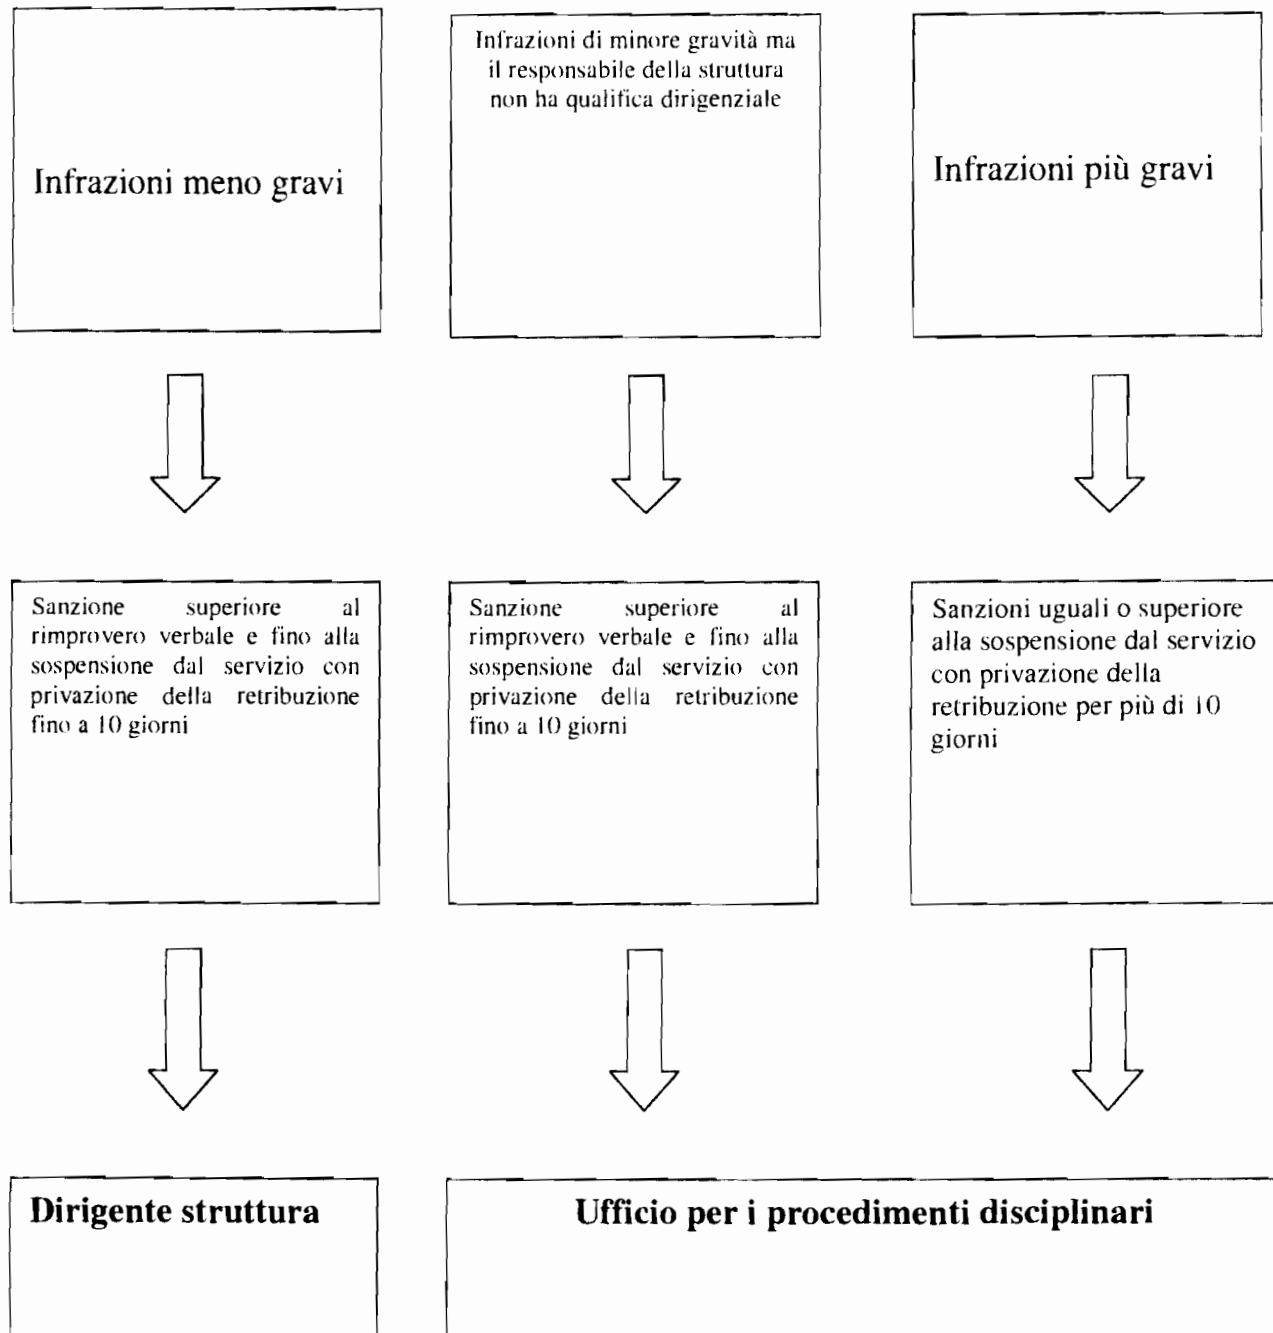 Infrazioni meno gravi
Infrazioni di minore gravità ma
il responsabile della struttura
non ha qualifica dirigenziale
Infrazioni più gravi
Sanzione superiore al
rimprovero verbale e fino alla
sospensione dal servizio con
privazione della retribuzione
fino a 10 giorni
Sanzione superiore al
rimprovero verbale e fino alla
sospensione dal servizio con
privazione della retribuzione
fino a 10 giorni
Sanzioni uguali o superiore
alla sospensione dal servizio
con privazione della
retribuzione per più di 10
giorni
Dirigente struttura
Ufficio per i procedimenti disciplinari